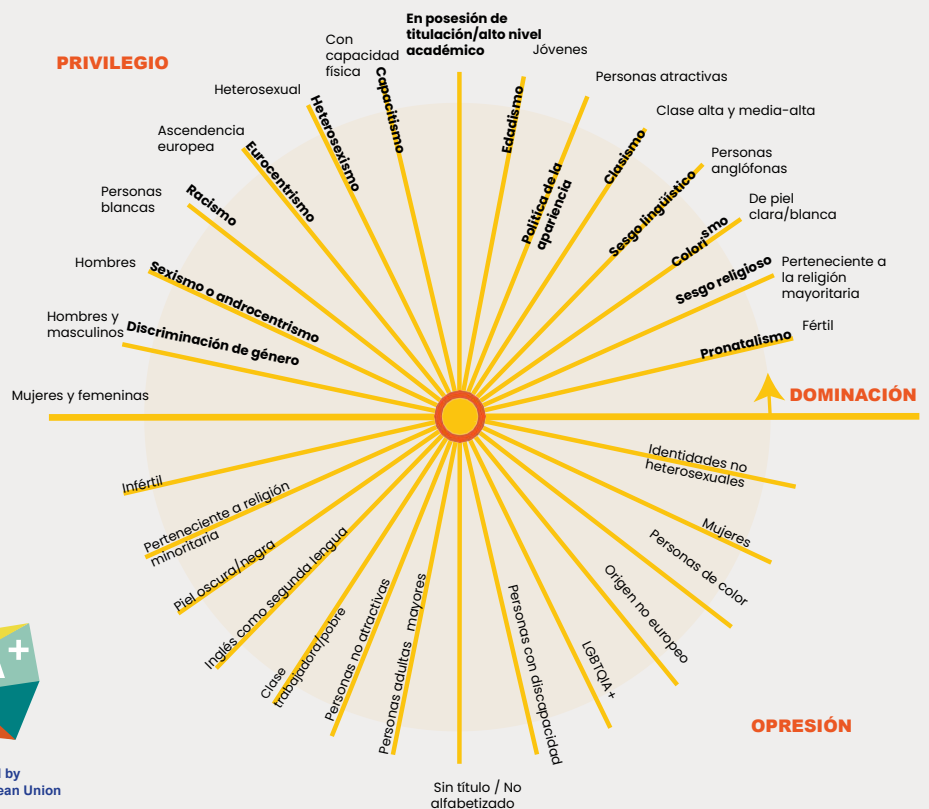 PRIVILEGIO
En posesión de
titulación/alto nivel
académico
Con
capacidad
física
Capacitismo
Heterosexual
Heterosexismo
Ascendencia
europea
Eurocentrismo
Personas
blancas
Racismo
Hombres
Sexismo o androcentrismo
Hombres y
masculinos
Discriminación de género
Mujeres y femeninas
Jóvenes
Edadismo
Personas atractivas
Política de la
apariencia
Clase alta y media-alta
Clasismo
Personas
anglófonas
Sesgo lingüístico
De piel
clara/blanca
Colorismo
Perteneciente a
la religión
mayoritaria
Sesgo religioso
Fértil
Pronatalismo
DOMINACIÓN
Infértil
Perteneciente a religión
minoritaria
Piel oscura/negra
Inglés como segunda lengua
Clase
trabajadora/pobre
Personas no atractivas
Personas adultas mayores
Sin título / No
alfabetizado
Personas con discapacidad
LGBTQIA+
Origen no europeo
Personas de color
Mujeres
Identidades no
heterosexuales
OPRESIÓN
+
by
ean Union